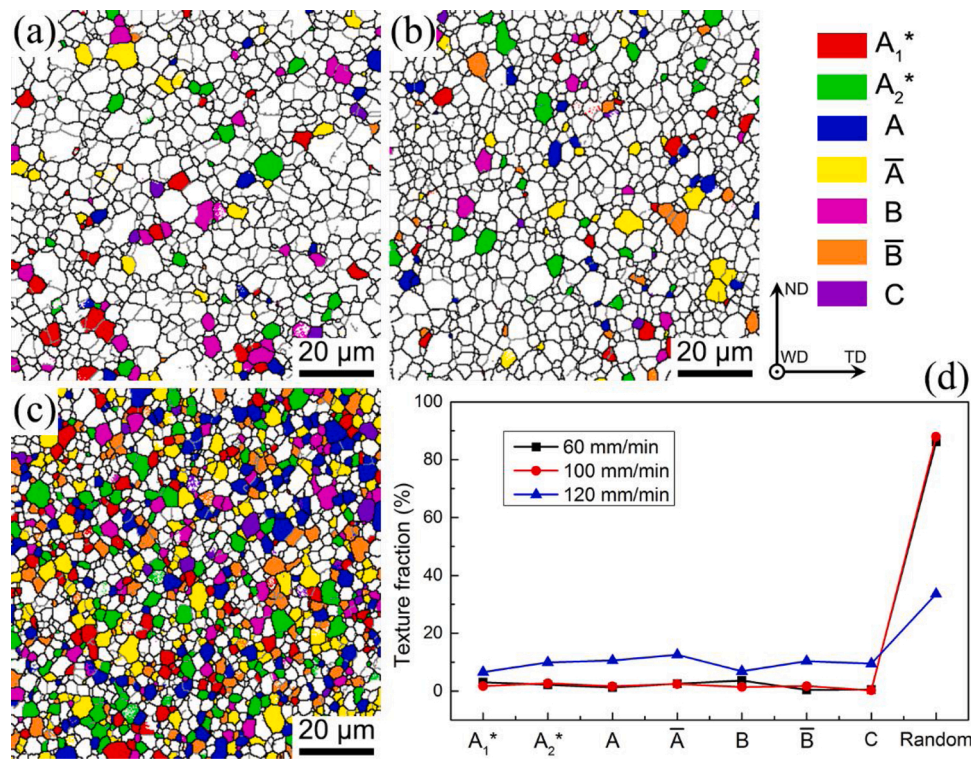 (a)
20 μm
(b)
20 μm
A₁*
A₂*
A
A̅
B
B̅
C
ND
WD
TD
(c)
20 μm
(d)
100
80
60
40
20
0
Texture fraction (%)
60 mm/min
100 mm/min
120 mm/min
A₁*
A₂*
A
A̅
B
B̅
C
Random